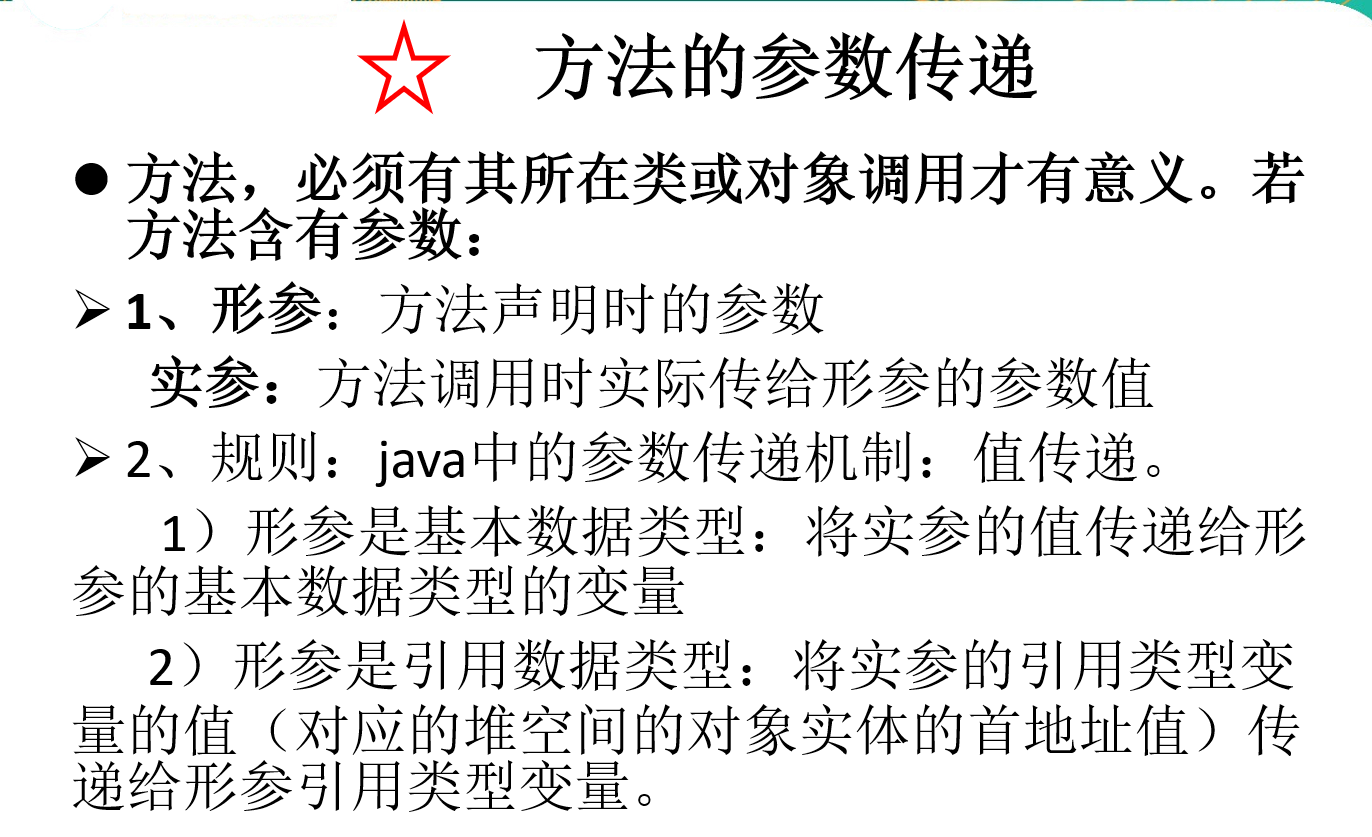 方法的参数传递
方法，必须有其所在类或对象调用才有意义。若
方法含有参数：
1、形参：方法声明时的参数
实参：方法调用时实际传给形参的参数值
2、规则：java中的参数传递机制：值传递。
1）形参是基本数据类型：将实参的值传递给形
参的基本数据类型的变量
2）形参是引用数据类型：将实参的引用类型变
量的值（对应的堆空间的对象实体的首地址值）传
递给形参引用类型变量。